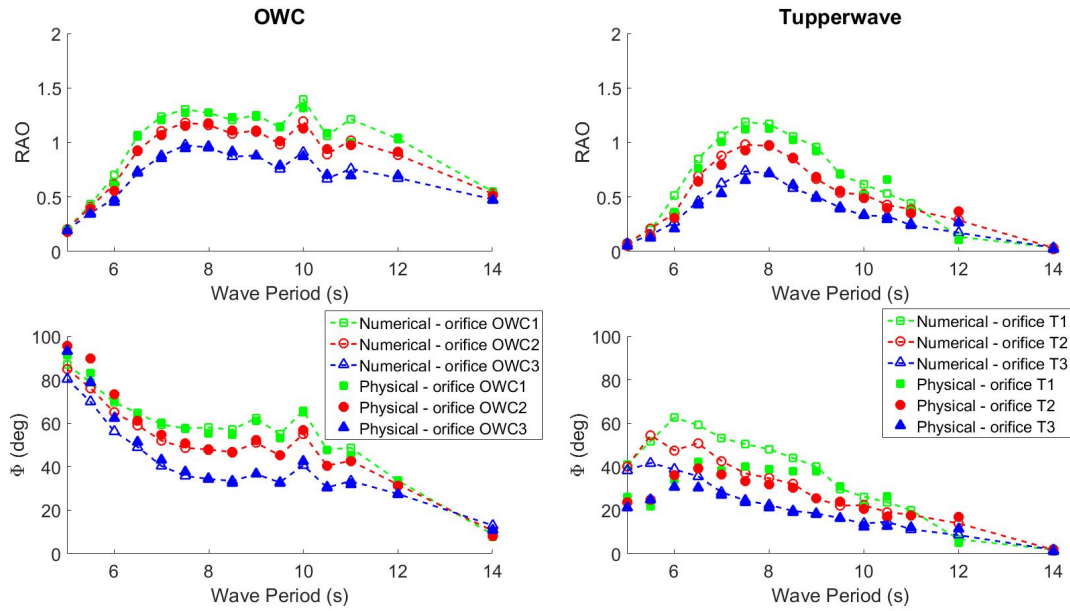 OWC
2
1.5
1
0.5
0
RAO
6 8 10 12 14
Wave Period (s)
Tupperwave
2
1.5
1
0.5
0
RAO
6 8 10 12 14
Wave Period (s)
100
80
60
40
20
0
Φ (deg)
Numerical - orifice OWC1
Numerical - orifice OWC2
Numerical - orifice OWC3
Physical - orifice OWC1
Physical - orifice OWC2
Physical - orifice OWC3
6 8 10 12 14
Wave Period (s)
100
80
60
40
20
0
Φ (deg)
Numerical - orifice T1
Numerical - orifice T2
Numerical - orifice T3
Physical - orifice T1
Physical - orifice T2
Physical - orifice T3
6 8 10 12 14
Wave Period (s)